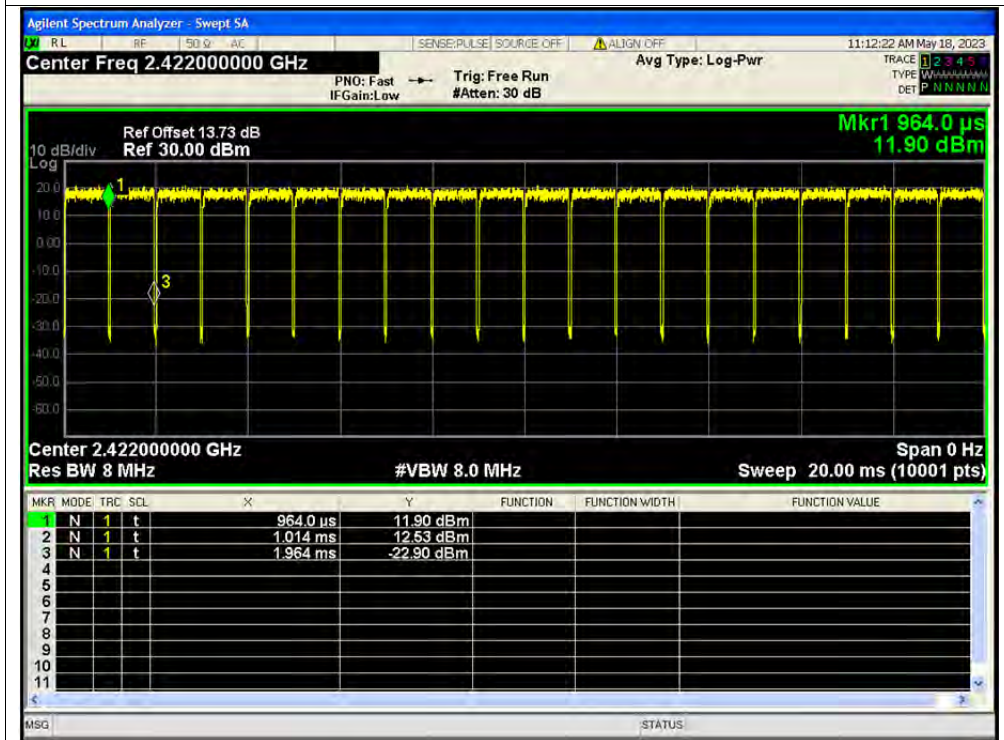 Agilent Spectrum Analyzer - Swept SA
LXI RL RF 50 Ω AC SENSE:PULSE SOURCE OFF ALIGN OFF 11:12:22 AM May 18, 2023
Center Freq 2.422000000 GHz Avg Type: Log-Pwr TRACE 1 2 3 4 5 6
PNO: Fast Trig: Free Run TYPE W
IFGain:Low #Atten: 30 dB DET P N N N N N
Mkr1 964.0 µs
11.90 dBm
Ref Offset 13.73 dB
10 dB/div Ref 30.00 dBm
Log
20.0
10.0
0.00
-10.0
-20.0
-30.0
-40.0
-50.0
-60.0
1
3
Center 2.422000000 GHz Span 0 Hz
Res BW 8 MHz #VBW 8.0 MHz Sweep 20.00 ms (10001 pts)
MKR MODE TRC SCL X Y FUNCTION FUNCTION WIDTH FUNCTION VALUE
1 N 1 t 964.0 µs 11.90 dBm
2 N 1 t 1.014 ms 12.53 dBm
3 N 1 t 1.964 ms -22.90 dBm
4
5
6
7
8
9
10
11
MSG STATUS